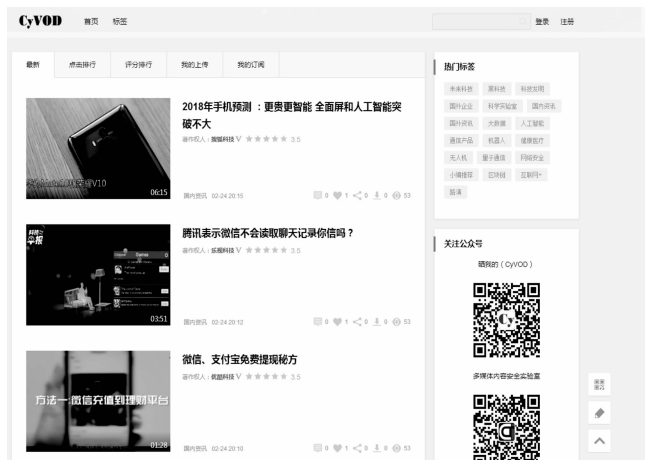 CyVOD
首页 标签
登录 注册
最新 点击排行 评分排行 我的上传 我的订阅
06:15
2018年手机预测 ：更贵更智能 全面屏和人工智能突
破不大
著作权人：搜狐科技 V 3.5
国内资讯 02-24 20:15 0 1 0 0 53
03:51
腾讯表示微信不会读取聊天记录你信吗？
著作权人：乐视科技 V 3.5
国内资讯 02-24 20:12 0 1 0 0 53
方法一:微信充值到理财平台
01:28
微信、支付宝免费提现秘方
著作权人：优酷科技 V 3.5
国内资讯 02-24 20:10 0 1 0 0 53
热门标签
未来科技 黑科技 科技发明
国外企业 科学实验室 国内资讯
国外资讯 大数据 人工智能
通信产品 机器人 健康医疗
无人机 量子通信 网络安全
小编推荐 区块链 互联网+
酷清
关注公众号
晒我的（CyVOD）
多媒体内容安全实验室